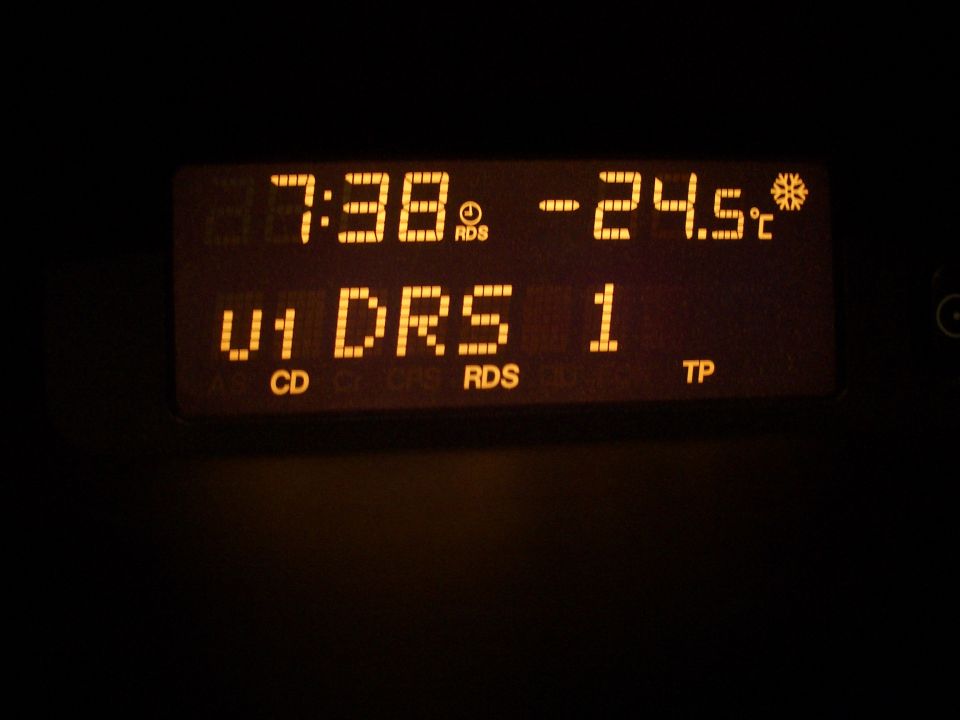 7:38 RDS -24.5°C
U1 DRS 1
CD RDS TP